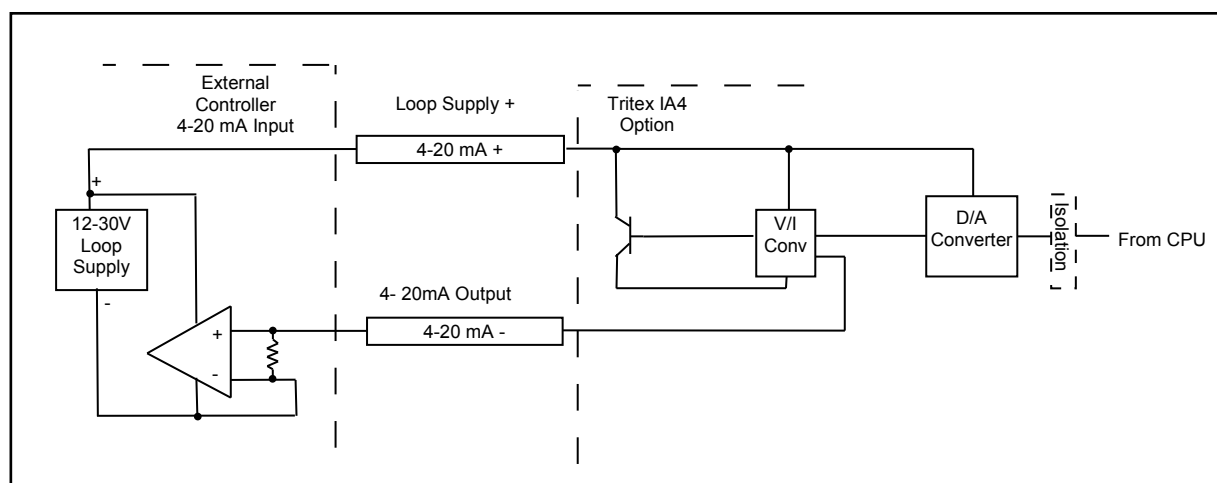 External
Controller
4-20 mA Input
Loop Supply +
Tritex IA4
Option
4-20 mA +
+
12-30V
Loop
Supply
-
V/I
Conv
D/A
Converter
Isolation
From CPU
4- 20mA Output
4-20 mA -
+
-